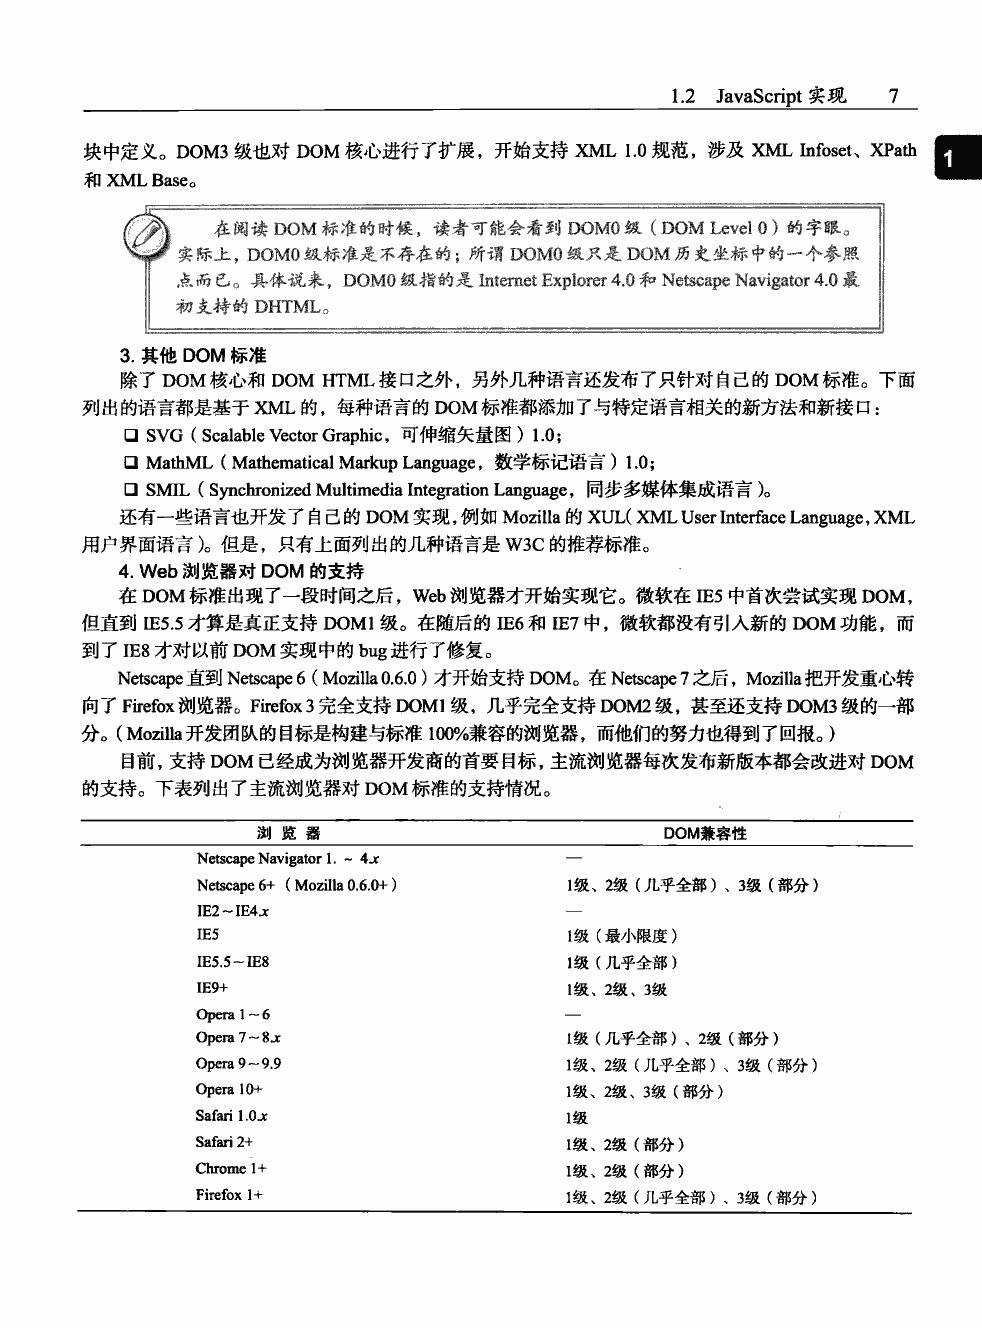 1.2 JavaScript 实现 7
1
块中定义。DOM3 级也对 DOM 核心进行了扩展，开始支持 XML 1.0 规范，涉及 XML Infoset、XPath
和 XML Base。
在阅读 DOM 标准的时候，读者可能会看到 DOM0 级（DOM Level 0）的字眼。
实际上，DOM0 级标准是不存在的；所谓 DOM0 级只是 DOM 历史坐标中的一个参照
点而已。具体说来，DOM0 级指的是 Internet Explorer 4.0 和 Netscape Navigator 4.0 最
初支持的 DHTML。
3. 其他 DOM 标准
除了 DOM 核心和 DOM HTML 接口之外，另外几种语言还发布了只针对自己的 DOM 标准。下面
列出的语言都是基于 XML 的，每种语言的 DOM 标准都添加了与特定语言相关的新方法和新接口：
❑ SVG（Scalable Vector Graphic，可伸缩矢量图）1.0；
❑ MathML（Mathematical Markup Language，数学标记语言）1.0；
❑ SMIL（Synchronized Multimedia Integration Language，同步多媒体集成语言）。
还有一些语言也开发了自己的 DOM 实现，例如 Mozilla 的 XUL（XML User Interface Language，XML
用户界面语言）。但是，只有上面列出的几种语言是 W3C 的推荐标准。
4. Web 浏览器对 DOM 的支持
在 DOM 标准出现了一段时间之后，Web 浏览器才开始实现它。微软在 IE5 中首次尝试实现 DOM，
但直到 IE5.5 才算是真正支持 DOM1 级。在随后的 IE6 和 IE7 中，微软都没有引入新的 DOM 功能，而
到了 IE8 才对以前 DOM 实现中的 bug 进行了修复。
Netscape 直到 Netscape 6（Mozilla 0.6.0）才开始支持 DOM。在 Netscape 7 之后，Mozilla 把开发重心转
向了 Firefox 浏览器。Firefox 3 完全支持 DOM1 级，几乎完全支持 DOM2 级，甚至还支持 DOM3 级的一部
分。（Mozilla 开发团队的目标是构建与标准 100%兼容的浏览器，而他们的努力也得到了回报。）
目前，支持 DOM 已经成为浏览器开发商的首要目标，主流浏览器每次发布新版本都会改进对 DOM
的支持。下表列出了主流浏览器对 DOM 标准的支持情况。
浏 览 器 DOM兼容性
Netscape Navigator 1. ~ 4.x —
Netscape 6+ （Mozilla 0.6.0+） 1级、2级（几乎全部）、3级（部分）
IE2～IE4.x —
IE5 1级（最小限度）
IE5.5～IE8 1级（几乎全部）
IE9+ 1级、2级、3级
Opera 1～6 —
Opera 7～8.x 1级（几乎全部）、2级（部分）
Opera 9～9.9 1级、2级（几乎全部）、3级（部分）
Opera 10+ 1级、2级、3级（部分）
Safari 1.0.x 1级
Safari 2+ 1级、2级（部分）
Chrome 1+ 1级、2级（部分）
Firefox 1+ 1级、2级（几乎全部）、3级（部分）